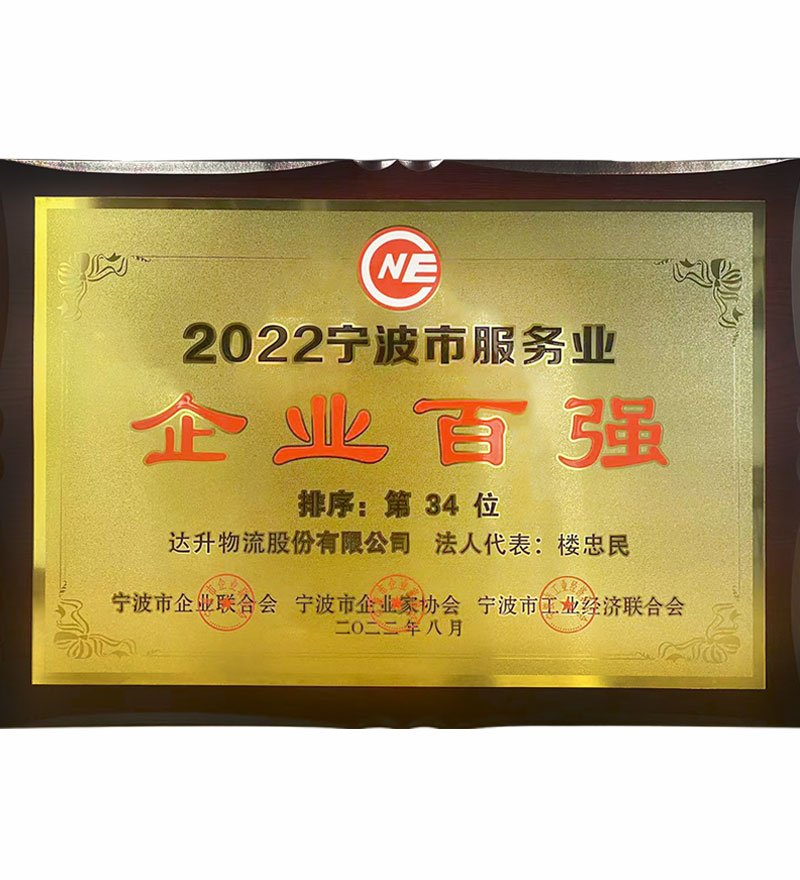 NE
2022宁波市服务业
企业百强
排序：第 34 位
达升物流股份有限公司 法人代表：楼忠民
宁波市企业联合会 宁波市企业家协会 宁波市工业经济联合会
二〇二二年八月